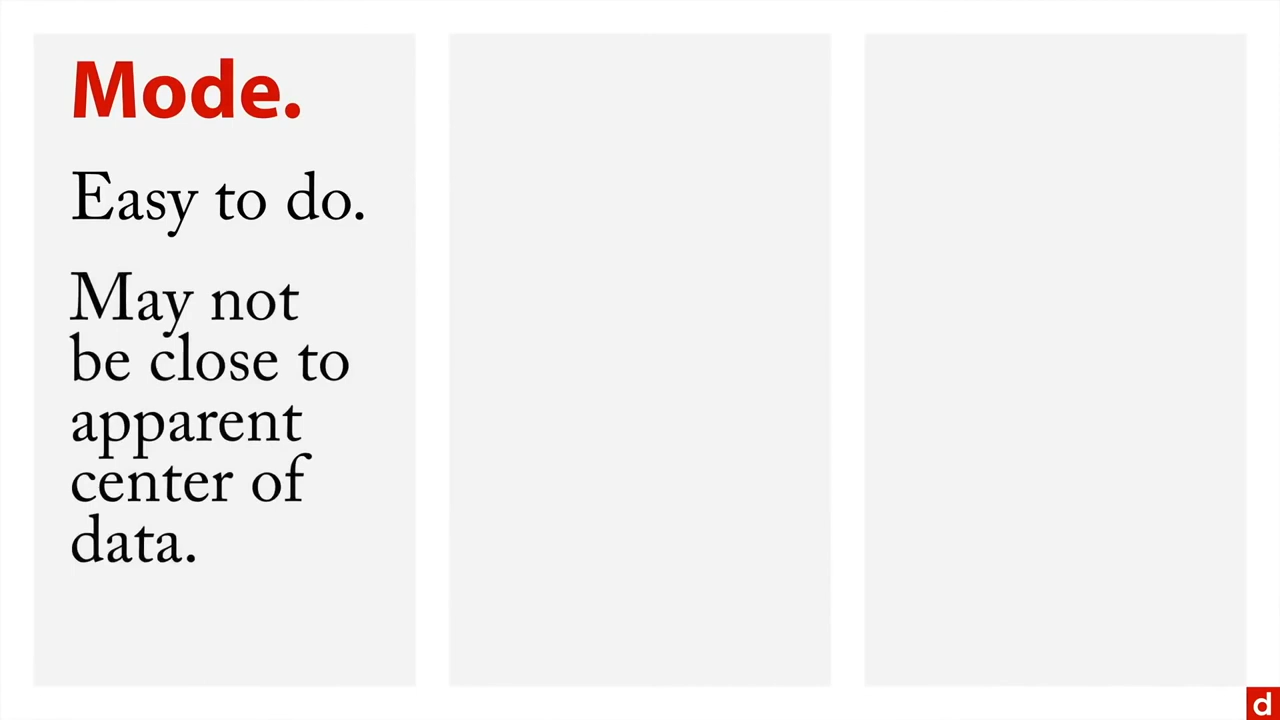 Mode.
Easy to do.
May not
be close to
apparent
center of
data.
d